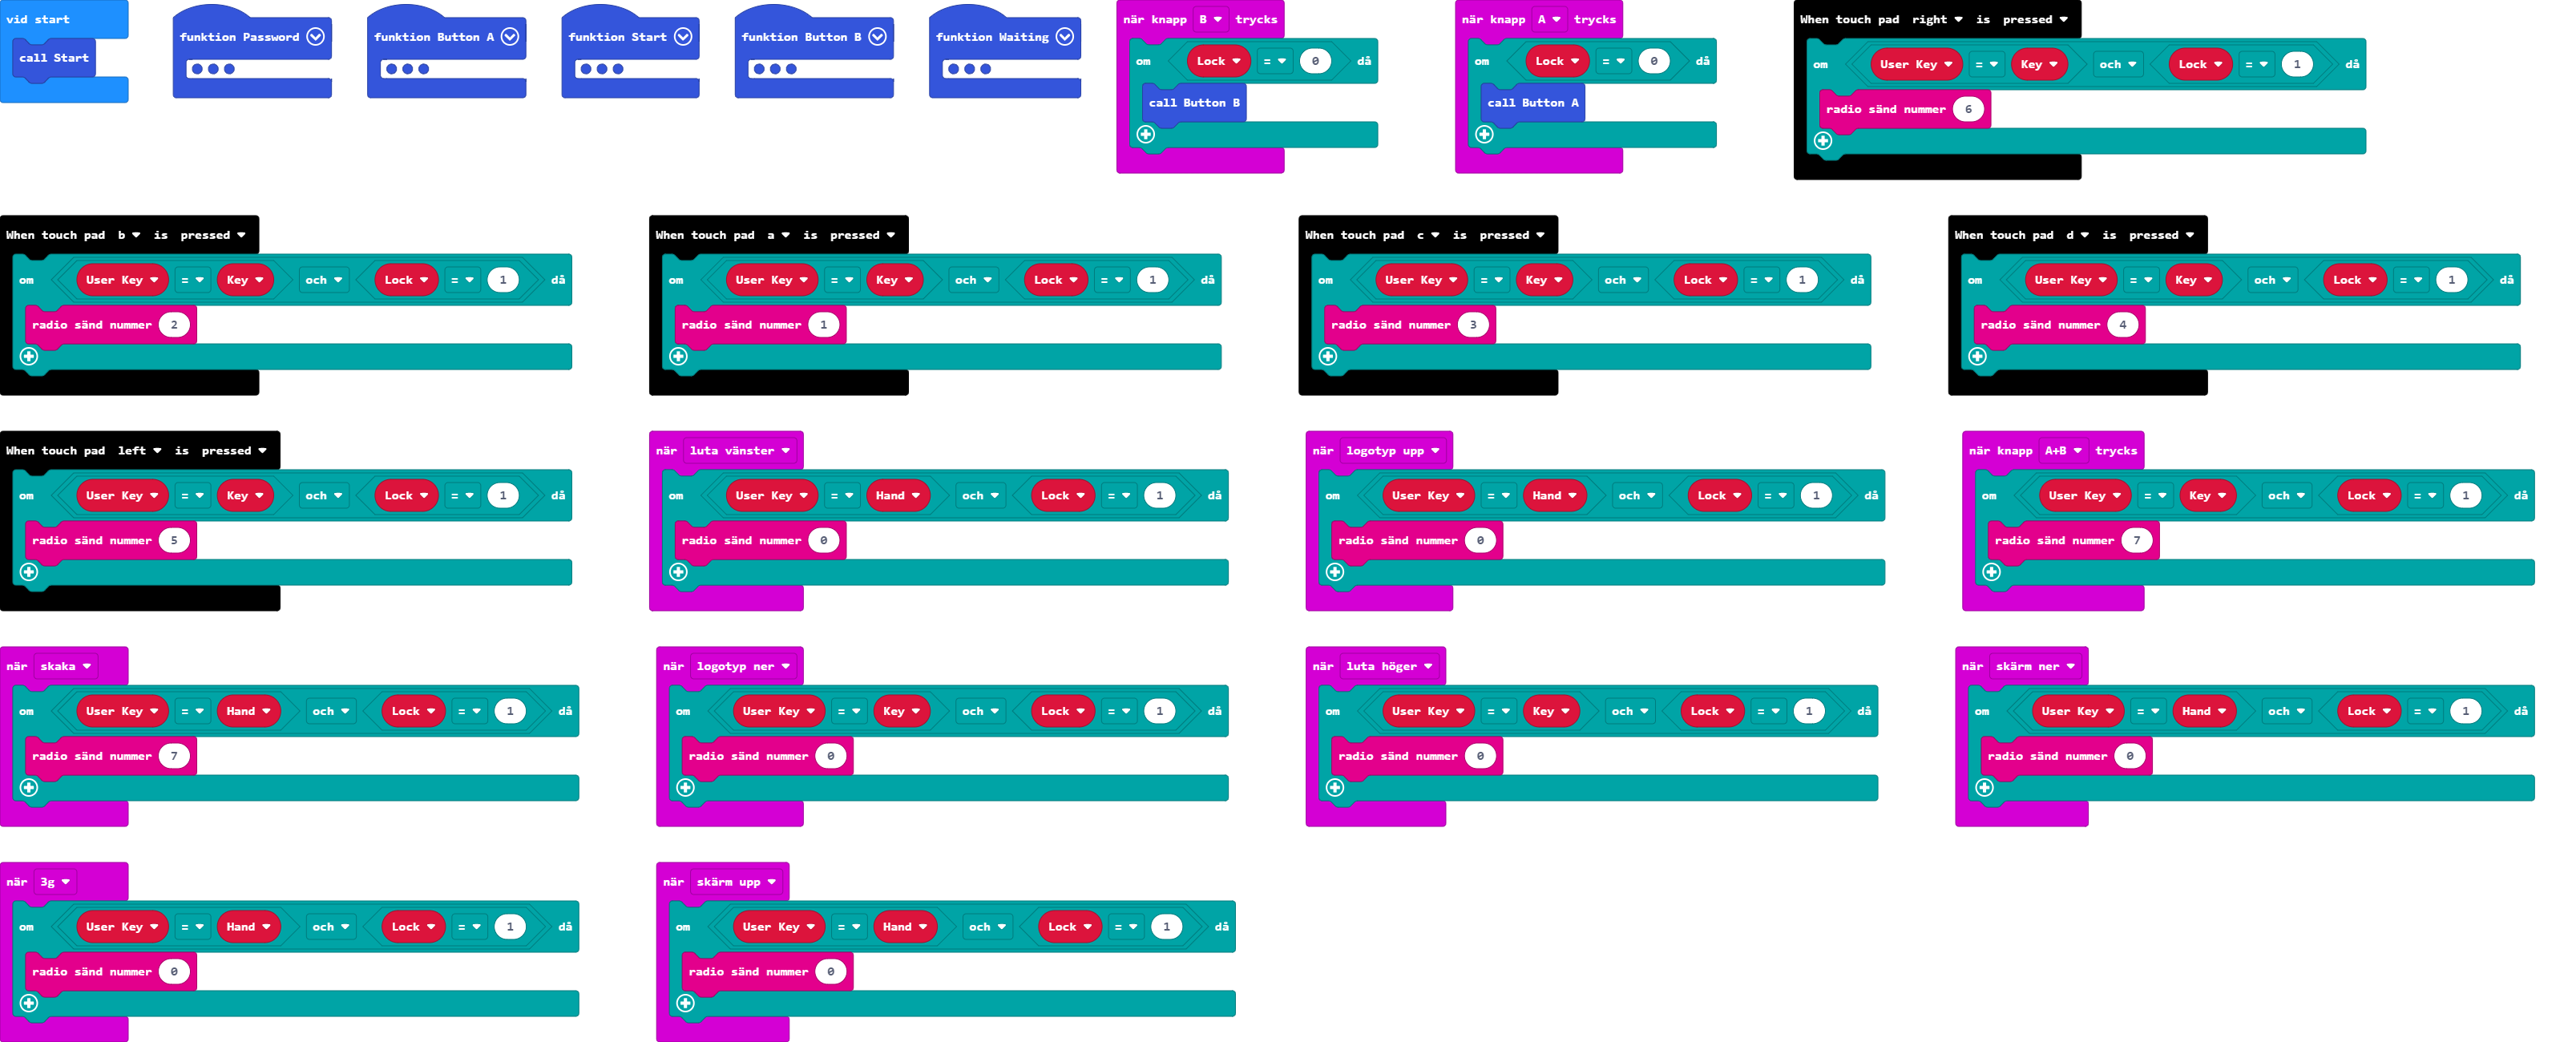 vid start
call Start
funktion Password
funktion Button A
funktion Start
funktion Button B
funktion Waiting
när knapp B trycks
om Lock = 0 då
call Button B
när knapp A trycks
om Lock = 0 då
call Button A
When touch pad right is pressed
om User Key = Key och Lock = 1 då
radio sänd nummer 6
When touch pad b is pressed
om User Key = Key och Lock = 1 då
radio sänd nummer 2
When touch pad a is pressed
om User Key = Key och Lock = 1 då
radio sänd nummer 1
When touch pad c is pressed
om User Key = Key och Lock = 1 då
radio sänd nummer 3
When touch pad d is pressed
om User Key = Key och Lock = 1 då
radio sänd nummer 4
When touch pad left is pressed
om User Key = Key och Lock = 1 då
radio sänd nummer 5
när luta vänster
om User Key = Hand och Lock = 1 då
radio sänd nummer 0
när logotyp upp
om User Key = Hand och Lock = 1 då
radio sänd nummer 0
när knapp A+B trycks
om User Key = Key och Lock = 1 då
radio sänd nummer 7
när skaka
om User Key = Hand och Lock = 1 då
radio sänd nummer 7
när logotyp ner
om User Key = Key och Lock = 1 då
radio sänd nummer 0
när luta höger
om User Key = Key och Lock = 1 då
radio sänd nummer 0
när skärm ner
om User Key = Hand och Lock = 1 då
radio sänd nummer 0
när 3g
om User Key = Hand och Lock = 1 då
radio sänd nummer 0
när skärm upp
om User Key = Hand och Lock = 1 då
radio sänd nummer 0